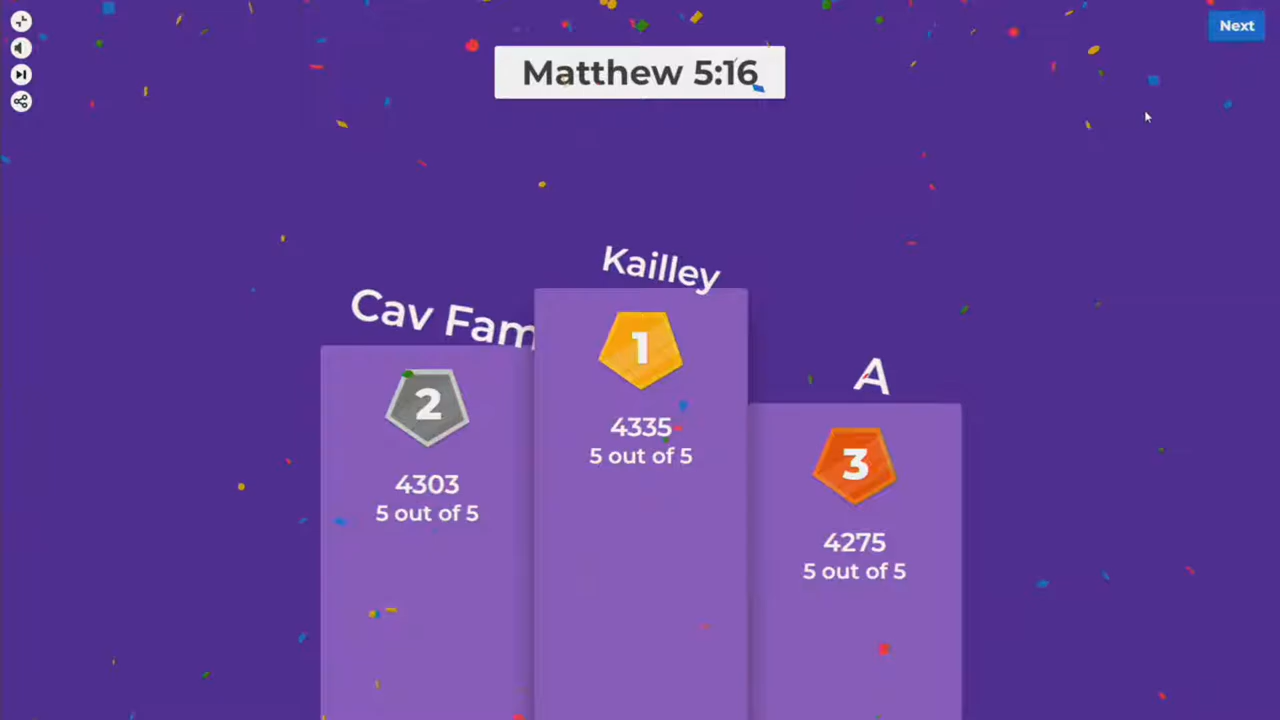 Next
Matthew 5:16
Kailley
1
4335
5 out of 5
Cav Fam
2
4303
5 out of 5
A
3
4275
5 out of 5